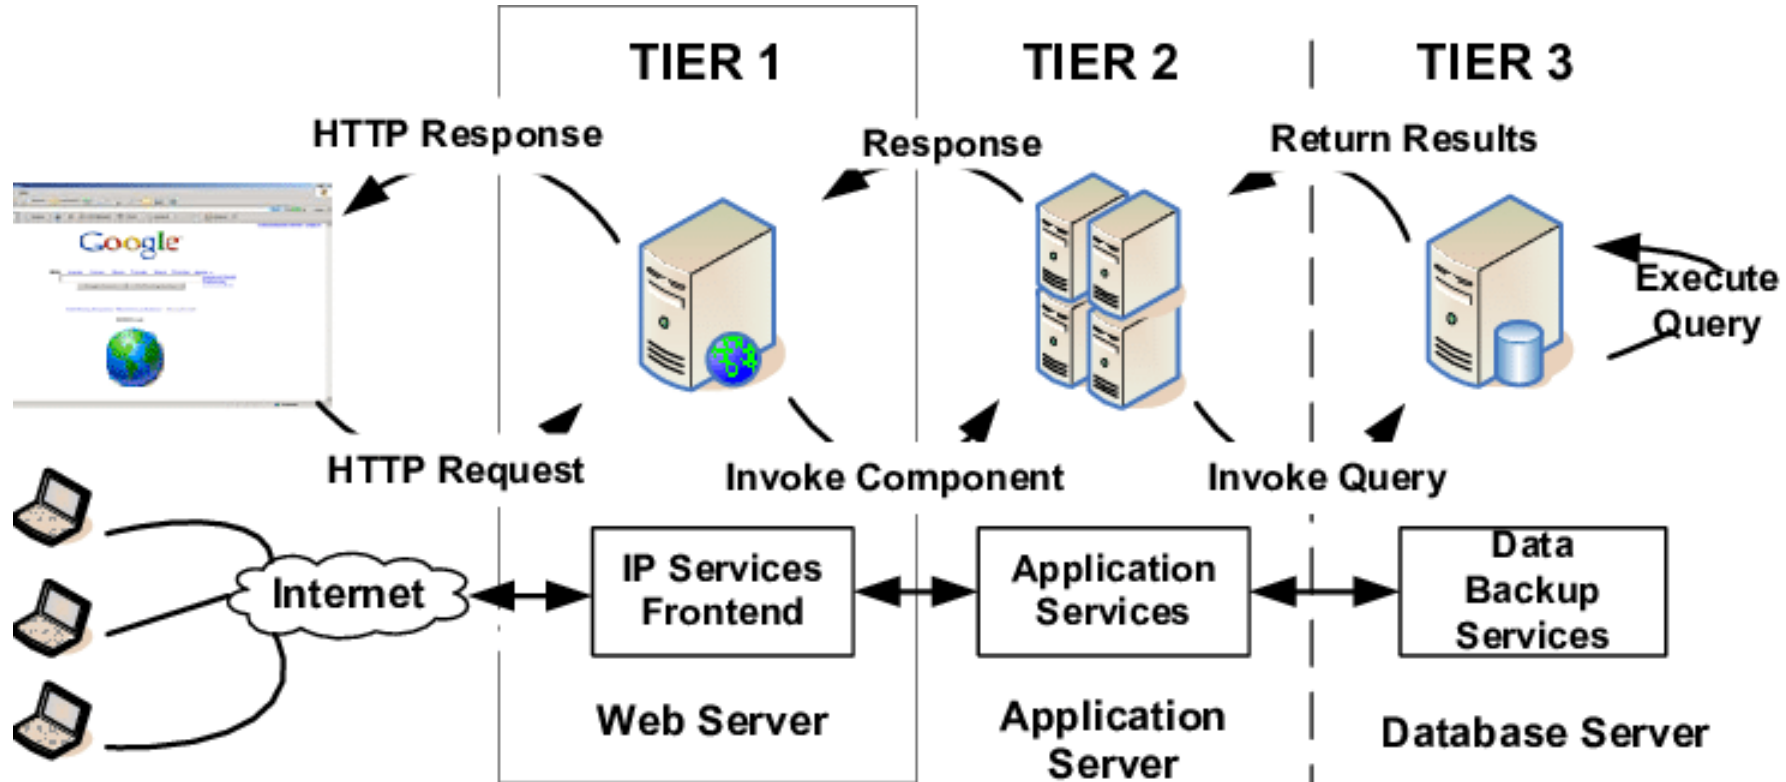 TIER 1
TIER 2
TIER 3
HTTP Response
Response
Return Results
Google
Execute
Query
HTTP Request
Invoke Component
Invoke Query
Internet
IP Services
Frontend
Application
Services
Data
Backup
Services
Web Server
Application
Server
Database Server